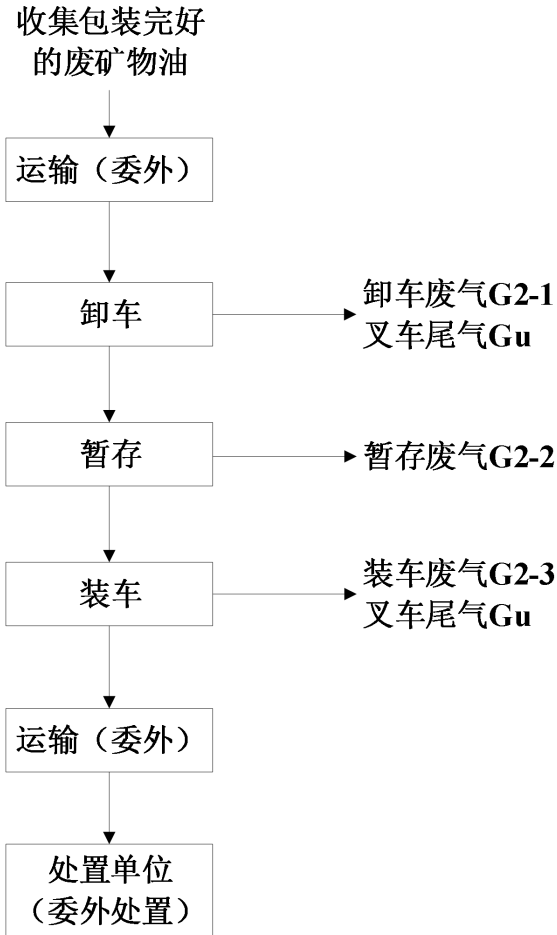 收集包装完好
的废矿物油
运输（委外）
卸车
卸车废气G2-1
叉车尾气Gu
暂存
暂存废气G2-2
装车
装车废气G2-3
叉车尾气Gu
运输（委外）
处置单位
（委外处置）